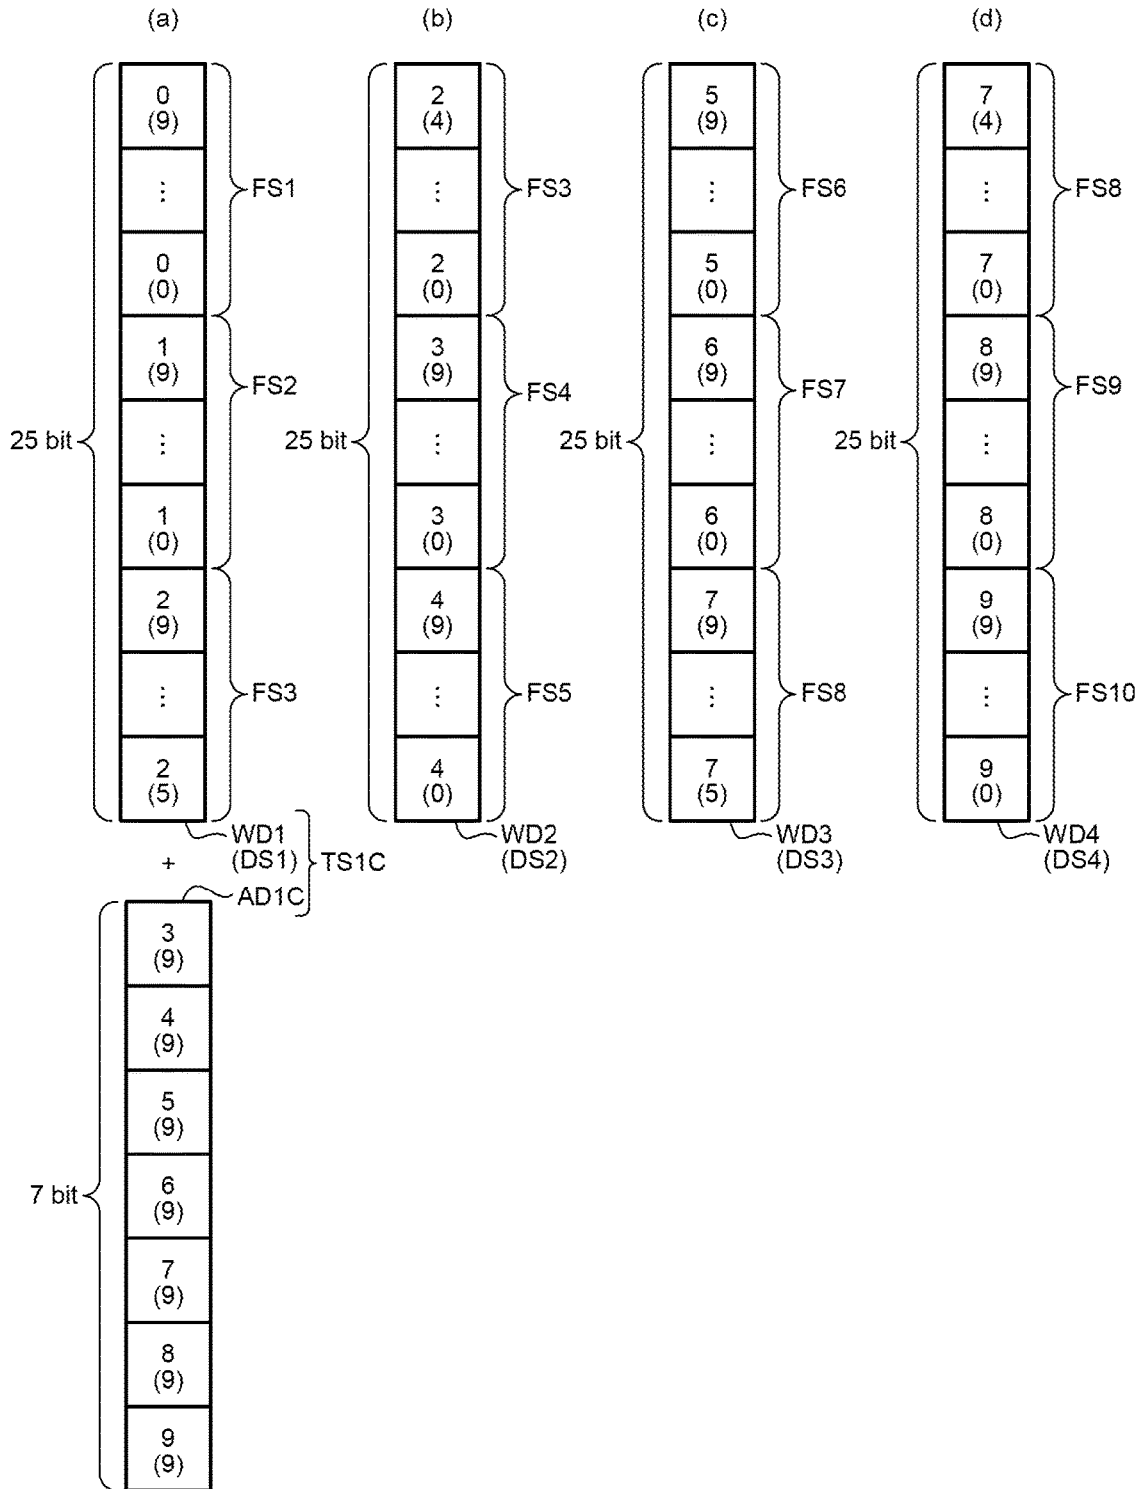 (a)
0
(9)
⋮
0
(0)
1
(9)
⋮
1
(0)
2
(9)
⋮
2
(5)
25 bit
FS1
FS2
FS3
WD1
(DS1)
+
AD1C
TS1C
3
(9)
4
(9)
5
(9)
6
(9)
7
(9)
8
(9)
9
(9)
7 bit
(b)
2
(4)
⋮
2
(0)
3
(9)
⋮
3
(0)
4
(9)
⋮
4
(0)
25 bit
FS3
FS4
FS5
WD2
(DS2)
(c)
5
(9)
⋮
5
(0)
6
(9)
⋮
6
(0)
7
(9)
⋮
7
(5)
25 bit
FS6
FS7
FS8
WD3
(DS3)
(d)
7
(4)
⋮
7
(0)
8
(9)
⋮
8
(0)
9
(9)
⋮
9
(0)
25 bit
FS8
FS9
FS10
WD4
(DS4)